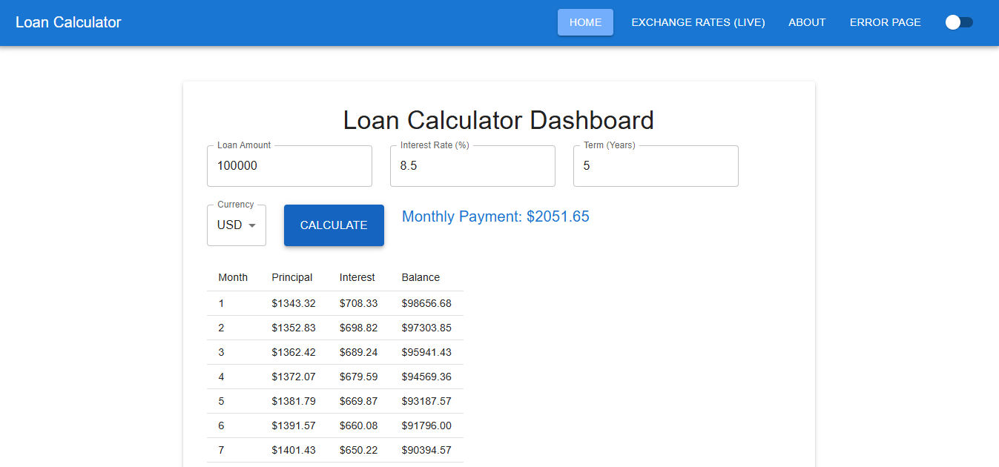 Loan Calculator HOME EXCHANGE RATES (LIVE) ABOUT ERROR PAGE
Loan Calculator Dashboard
Loan Amount Interest Rate (%) Term (Years)
100000 8.5 5
Currency
USD CALCULATE Monthly Payment: $2051.65
Month Principal Interest Balance
1 $1343.32 $708.33 $98656.68
2 $1352.83 $698.82 $97303.85
3 $1362.42 $689.24 $95941.43
4 $1372.07 $679.59 $94569.36
5 $1381.79 $669.87 $93187.57
6 $1391.57 $660.08 $91796.00
7 $1401.43 $650.22 $90394.57